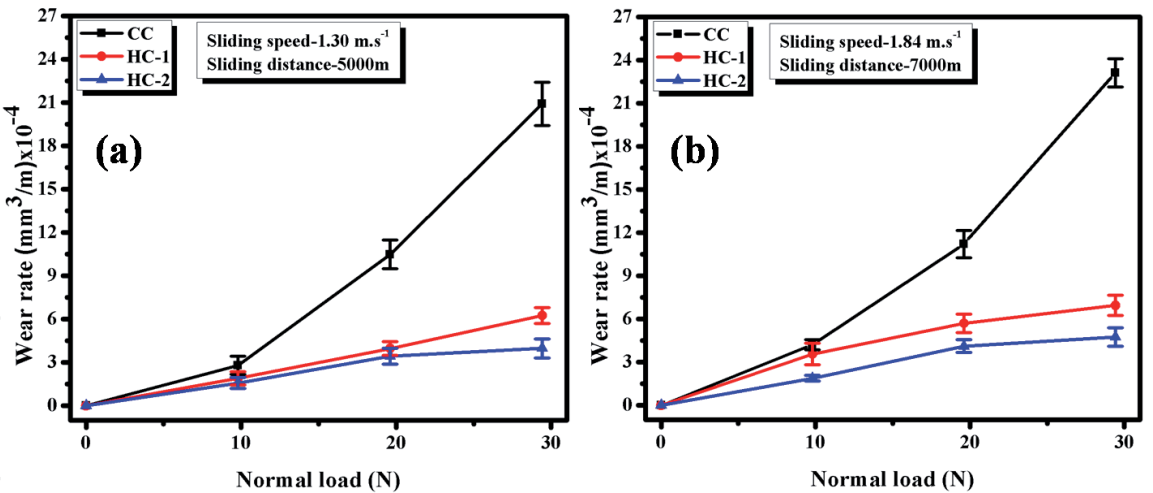 27
24
21
18
15
12
9
6
3
0
Wear rate (mm³/m)x10⁻⁴
CC
HC-1
HC-2
Sliding speed-1.30 m.s⁻¹
Sliding distance-5000m
(a)
0
10
20
30
Normal load (N)
27
24
21
18
15
12
9
6
3
0
Wear rate (mm³/m)x10⁻⁴
CC
HC-1
HC-2
Sliding speed-1.84 m.s⁻¹
Sliding distance-7000m
(b)
0
10
20
30
Normal load (N)